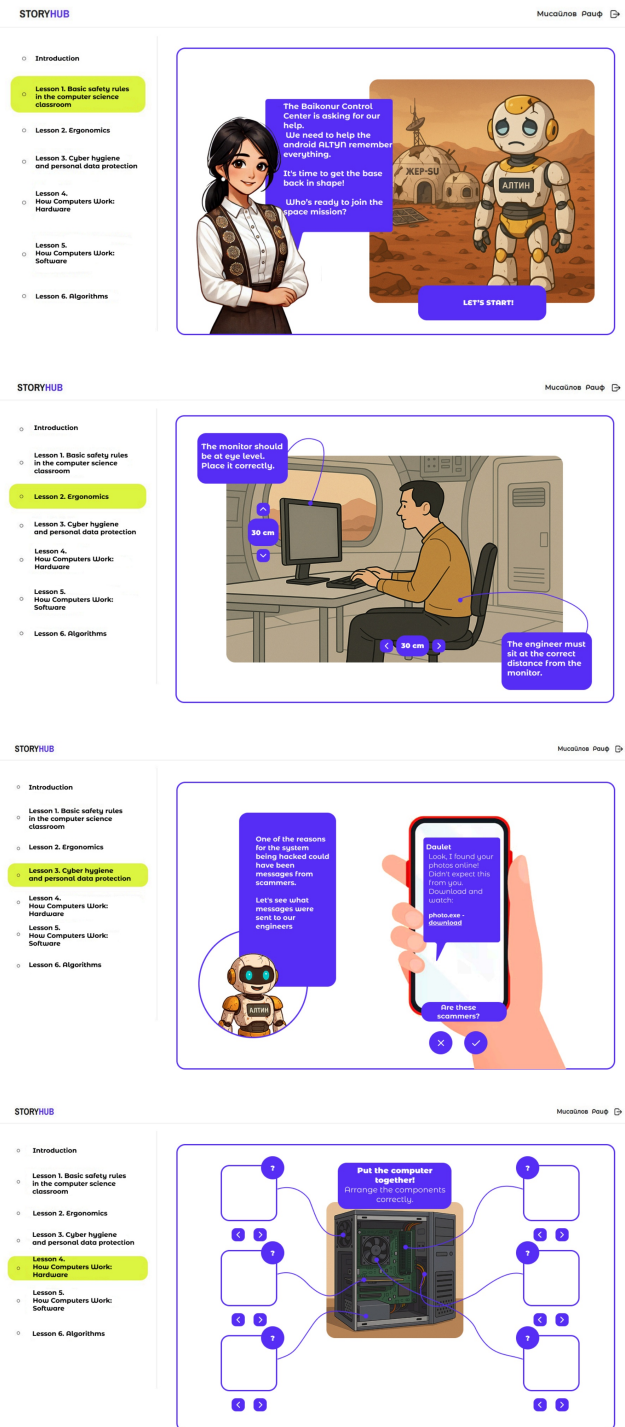 STORYHUB
Мисайлов Рауф
Introduction
Lesson 1. Basic safety rules
in the computer science
classroom
Lesson 2. Ergonomics
Lesson 3. Cyber hygiene
and personal data protection
Lesson 4.
How Computers Work:
Hardware
Lesson 5.
How Computers Work:
Software
Lesson 6. Algorithms
The Baikonur Control
Center is asking for our
help.
We need to help the
android ALTYN remember
everything.
It's time to get the base
back in shape!
Who's ready to join the
space mission?
ЖЕР-SU
АЛТИН
LET'S START!
STORYHUB
Мисайлов Рауф
Introduction
Lesson 1. Basic safety rules
in the computer science
classroom
Lesson 2. Ergonomics
Lesson 3. Cyber hygiene
and personal data protection
Lesson 4.
How Computers Work:
Hardware
Lesson 5.
How Computers Work:
Software
Lesson 6. Algorithms
The monitor should
be at eye level.
Place it correctly.
30 cm
30 cm
The engineer must
sit at the correct
distance from the
monitor.
STORYHUB
Мисайлов Рауф
Introduction
Lesson 1. Basic safety rules
in the computer science
classroom
Lesson 2. Ergonomics
Lesson 3. Cyber hygiene
and personal data protection
Lesson 4.
How Computers Work:
Hardware
Lesson 5.
How Computers Work:
Software
Lesson 6. Algorithms
One of the reasons
for the system
being hacked could
have been
messages from
scammers.
Let's see what
messages were
sent to our
engineers
АЛТИН
Daulet
Look, I found your
photos online!
Didn't expect this
from you.
Download and
watch:
photo.exe -
download
Are these
scammers?
STORYHUB
Мисайлов Рауф
Introduction
Lesson 1. Basic safety rules
in the computer science
classroom
Lesson 2. Ergonomics
Lesson 3. Cyber hygiene
and personal data protection
Lesson 4.
How Computers Work:
Hardware
Lesson 5.
How Computers Work:
Software
Lesson 6. Algorithms
Put the computer
together!
Arrange the components
correctly.
?
?
?
?
?
?